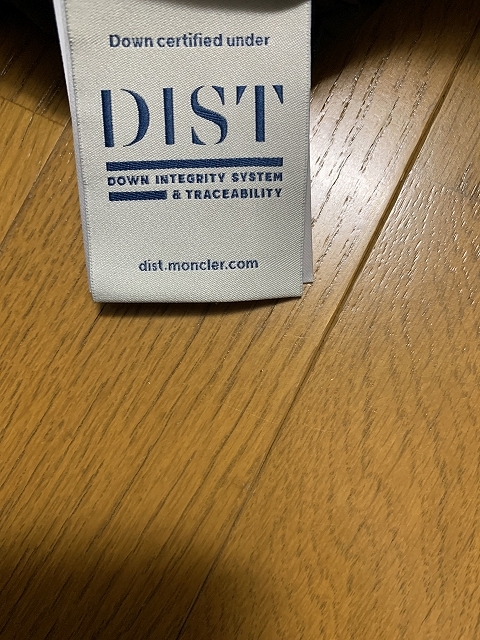 Down certified under
DIST
DOWN INTEGRITY SYSTEM
& TRACEABILITY
dist.moncler.com